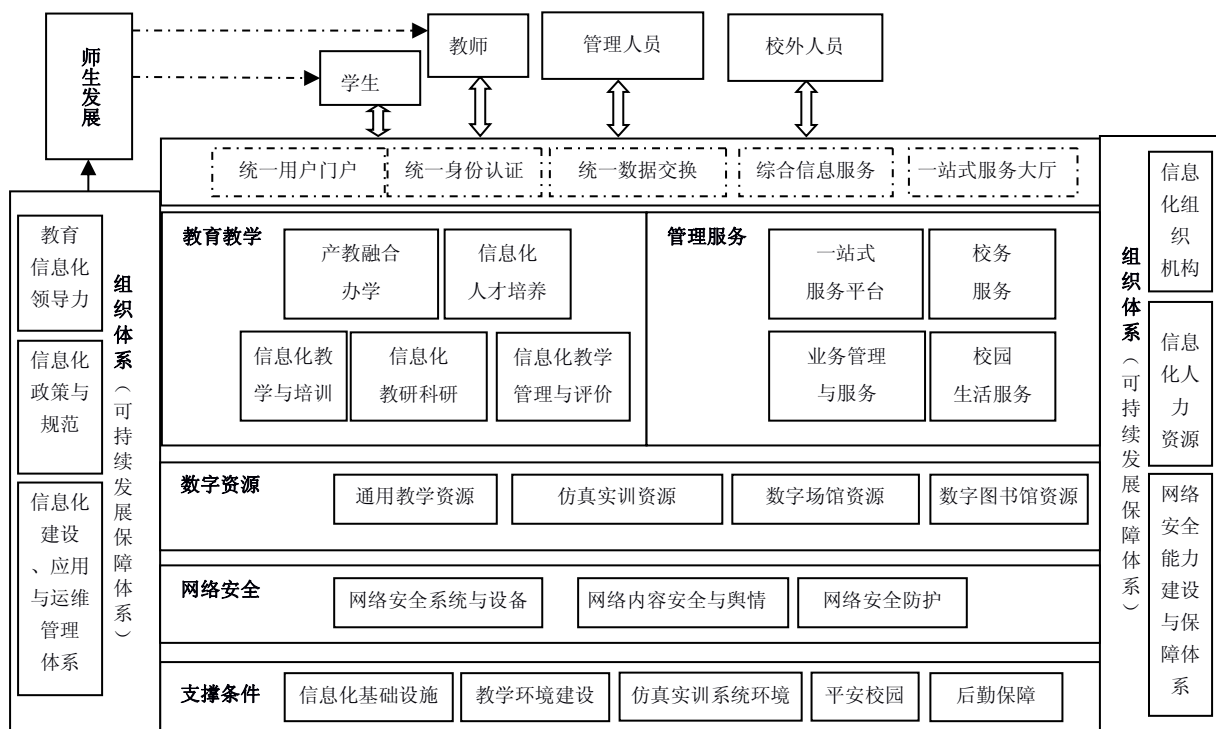 师生发展
教师
管理人员
校外人员
学生
统一用户门户
统一身份认证
统一数据交换
综合信息服务
一站式服务大厅
教育
信息化
领导力
信息化
政策与
规范
信息化
建设
、应用
与运维
管理
体系
组织体系（可持续发展保障体系）
教育教学
产教融合
办学
信息化
人才培养
信息化教
学与培训
信息化
教研科研
信息化教学
管理与评价
管理服务
一站式
服务平台
校务
服务
业务管理
与服务
校园
生活服务
数字资源
通用教学资源
仿真实训资源
数字场馆资源
数字图书馆资源
网络安全
网络安全系统与设备
网络内容安全与舆情
网络安全防护
支撑条件
信息化基础设施
教学环境建设
仿真实训系统环境
平安校园
后勤保障
组织体系（可持续发展保障体系）
信息
化组
织
机构
信息
化人
力
资源
网络
安全
能力
建设
与保
障体
系